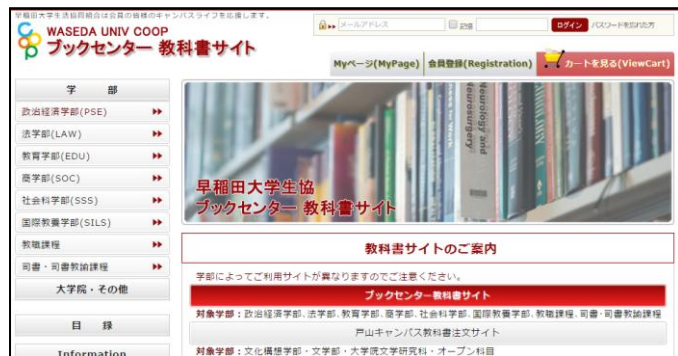 早稲田大学生活協同組合は会員の皆様のキャンパスライフを応援します。
WASEDA UNIV COOP
ブックセンター 教科書サイト
メールアドレス
記憶
ログイン
パスワードを忘れた方
Myページ(MyPage)
会員登録(Registration)
カートを見る(ViewCart)
学 部
政治経済学部(PSE)
法学部(LAW)
教育学部(EDU)
商学部(SOC)
社会科学部(SSS)
国際教養学部(SILS)
教職課程
司書・司書教諭課程
大学院・その他
目 録
Information
Neurology and
Neurosurgery
早稲田大学生協
ブックセンター 教科書サイト
教科書サイトのご案内
学部によってご利用サイトが異なりますのでご注意ください。
ブックセンター教科書サイト
対象学部：政治経済学部、法学部、教育学部、商学部、社会科学部、国際教養学部、教職課程、司書・司書教諭課程
戸山キャンパス教科書注文サイト
対象学部：文化構想学部・文学部・大学院文学研究科・オープン科目